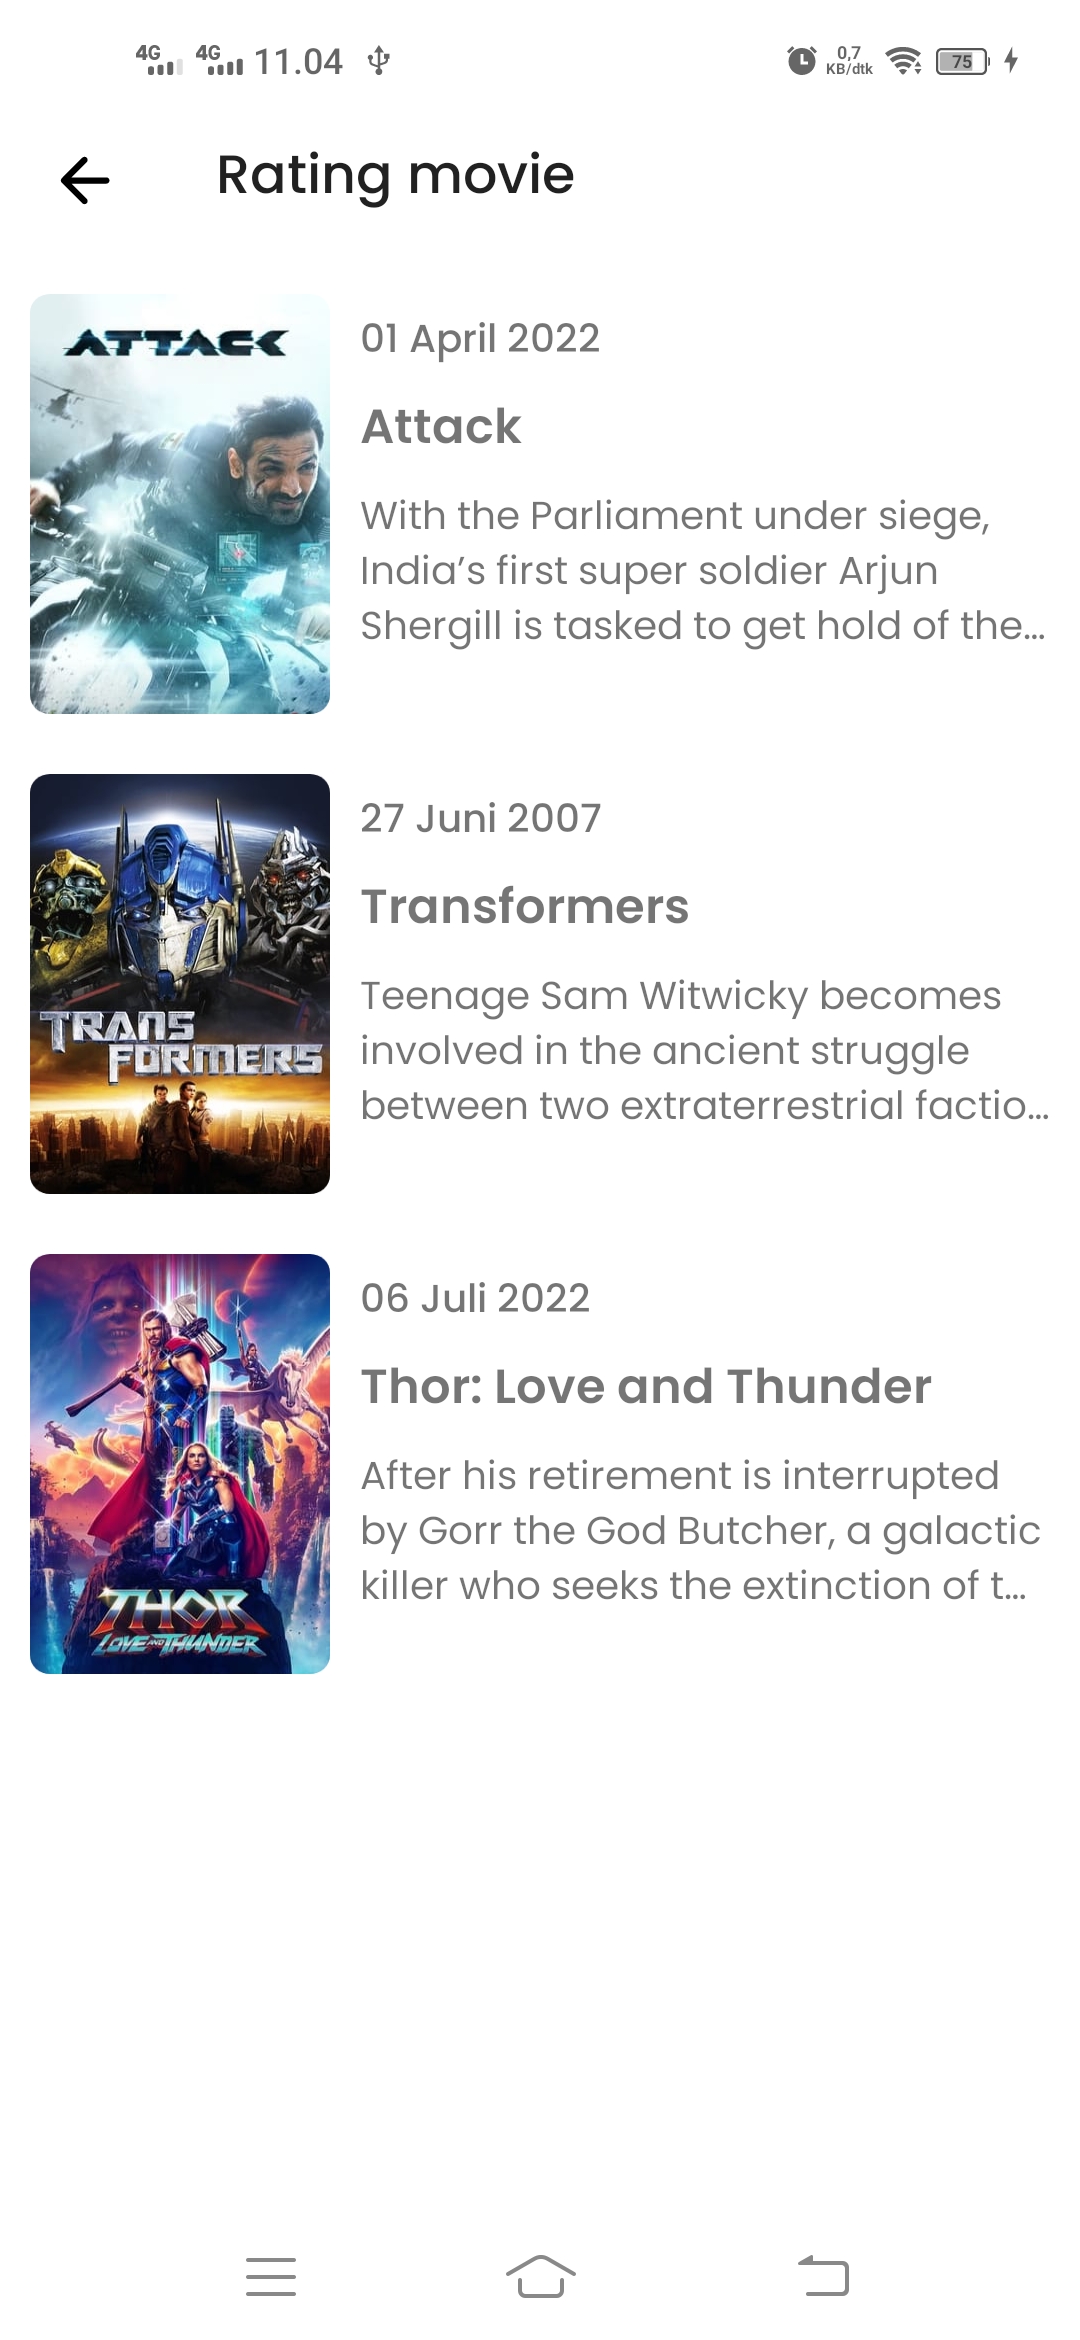 4G 4G 11.04 0,7 KB/dtk 75
Rating movie
ATTACK
01 April 2022
Attack
With the Parliament under siege,
India’s first super soldier Arjun
Shergill is tasked to get hold of the...
27 Juni 2007
Transformers
Teenage Sam Witwicky becomes
involved in the ancient struggle
between two extraterrestrial factio...
TRANS
FORMERS
06 Juli 2022
Thor: Love and Thunder
After his retirement is interrupted
by Gorr the God Butcher, a galactic
killer who seeks the extinction of t...
THOR
LOVE AND THUNDER